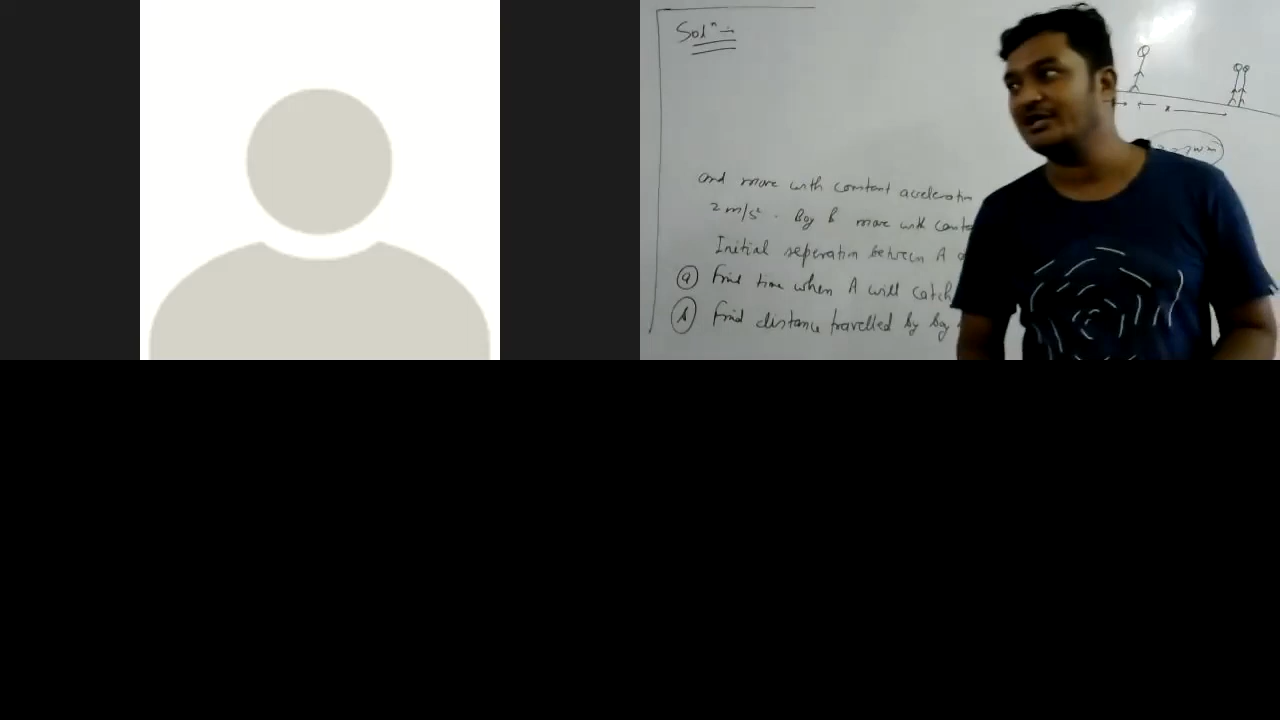 Solⁿ →
x
and move with constant acceleration
2 m/s². Boy B move with
Initial seperation between A
(a) Find time when A will catch
(b) Find distance travelled by boy